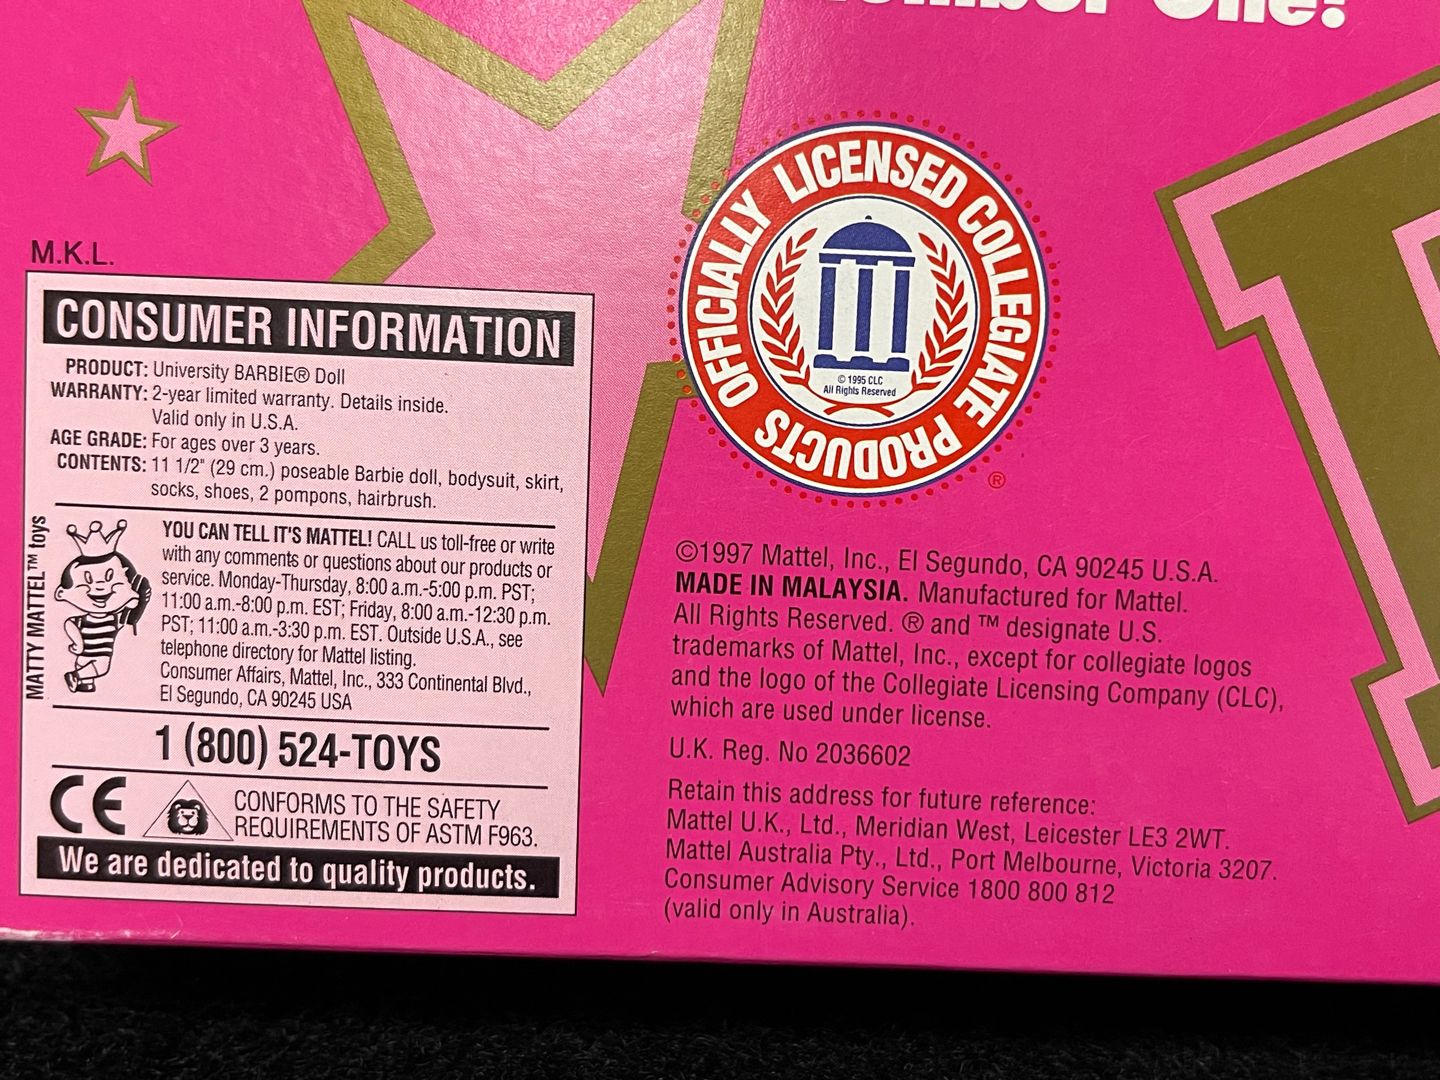 One!
M.K.L.
CONSUMER INFORMATION
PRODUCT: University BARBIE® Doll
WARRANTY: 2-year limited warranty. Details inside.
Valid only in U.S.A.
AGE GRADE: For ages over 3 years.
CONTENTS: 11 1/2" (29 cm.) poseable Barbie doll, bodysuit, skirt,
socks, shoes, 2 pompons, hairbrush.
MATTY MATTEL™ toys
YOU CAN TELL IT'S MATTEL! CALL us toll-free or write
with any comments or questions about our products or
service. Monday-Thursday, 8:00 a.m.-5:00 p.m. PST;
11:00 a.m.-8:00 p.m. EST; Friday, 8:00 a.m.-12:30 p.m.
PST; 11:00 a.m.-3:30 p.m. EST. Outside U.S.A., see
telephone directory for Mattel listing.
Consumer Affairs, Mattel, Inc., 333 Continental Blvd.,
El Segundo, CA 90245 USA
1 (800) 524-TOYS
CE
CONFORMS TO THE SAFETY
REQUIREMENTS OF ASTM F963.
We are dedicated to quality products.
OFFICIALLY LICENSED COLLEGIATE PRODUCTS
© 1995 CLC
All Rights Reserved
®
©1997 Mattel, Inc., El Segundo, CA 90245 U.S.A.
MADE IN MALAYSIA. Manufactured for Mattel.
All Rights Reserved. ® and ™ designate U.S.
trademarks of Mattel, Inc., except for collegiate logos
and the logo of the Collegiate Licensing Company (CLC),
which are used under license.
U.K. Reg. No 2036602
Retain this address for future reference:
Mattel U.K., Ltd., Meridian West, Leicester LE3 2WT.
Mattel Australia Pty., Ltd., Port Melbourne, Victoria 3207.
Consumer Advisory Service 1800 800 812
(valid only in Australia).